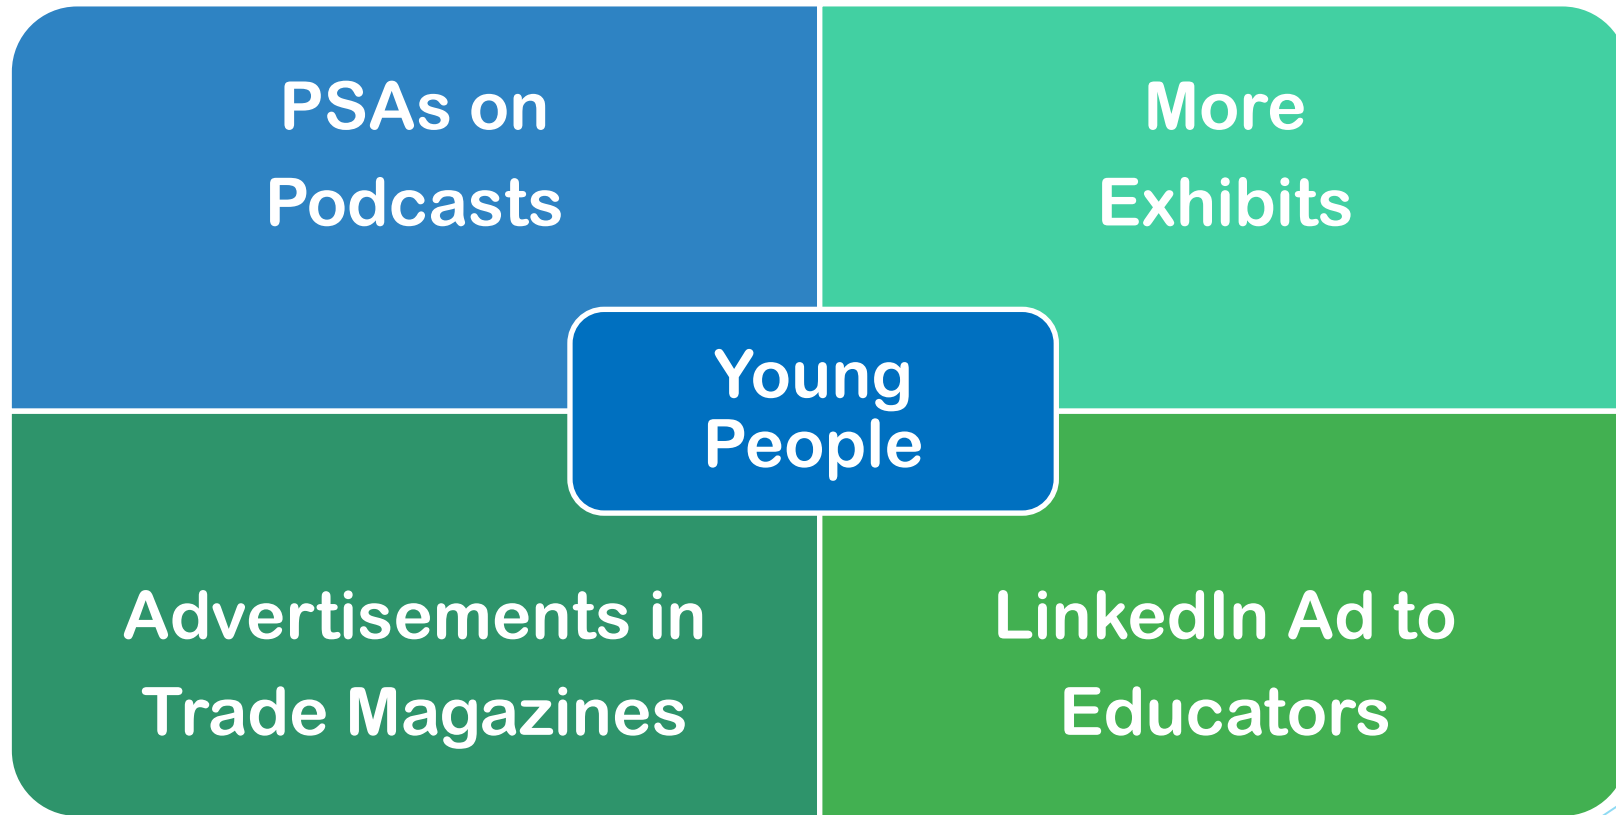 PSAs on
Podcasts
More
Exhibits
Young
People
Advertisements in
Trade Magazines
LinkedIn Ad to
Educators